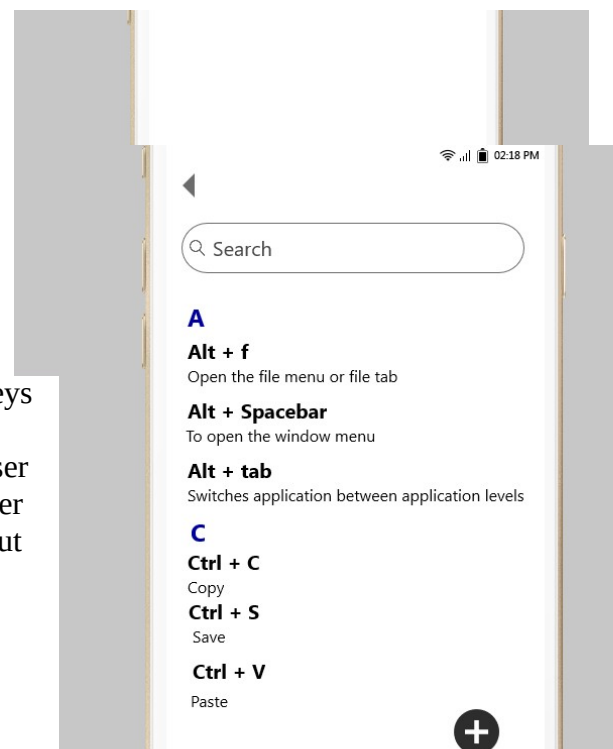 02:18 PM
Search
A
Alt + f
Open the file menu or file tab
Alt + Spacebar
To open the window menu
Alt + tab
Switches application between application levels
C
Ctrl + C
Copy
Ctrl + S
Save
Ctrl + V
Paste